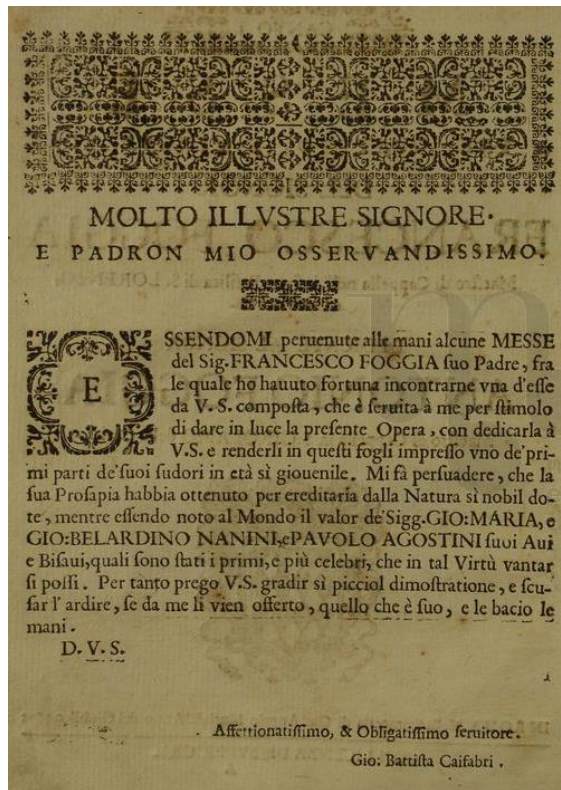 MOLTO ILLVSTRE SIGNORE.
E PADRON MIO OSSERVANDISSIMO.
ESSENDOMI peruenute alle mani alcune MESSE
del Sig. FRANCESCO FOGGIA ſuo Padre, fra
le quale ho hauuto fortuna incontrarne vna d'eſſe
da V. S. compoſta, che è ſeruita à me per ſtimolo
di dare in luce la preſente Opera, con dedicarla à
V.S. e renderli in queſti fogli impreſſo vno de'pri-
mi parti de'ſuoi ſudori in età sì giouenile. Mi fà perſuadere, che la
ſua Proſapia habbia ottenuto per ereditaria dalla Natura sì nobil do-
te, mentre eſſendo noto al Mondo il valor de'Sigg. GIO: MARIA, e
GIO: BELARDINO NANINI, e PAVOLO AGOSTINI ſuoi Aui
e Biſaui, quali ſono ſtati i primi, e più celebri, che in tal Virtù vantar
ſi poſſi. Per tanto prego V.S. gradir sì picciol dimoſtratione, e ſcu-
ſar l'ardire, ſe da me li vien offerto, quello che è ſuo, e le bacio le
mani.
D. V. S.
Affettionatiſſimo, & Obligatiſſimo ſeruitore.
Gio: Battiſta Caifabri.